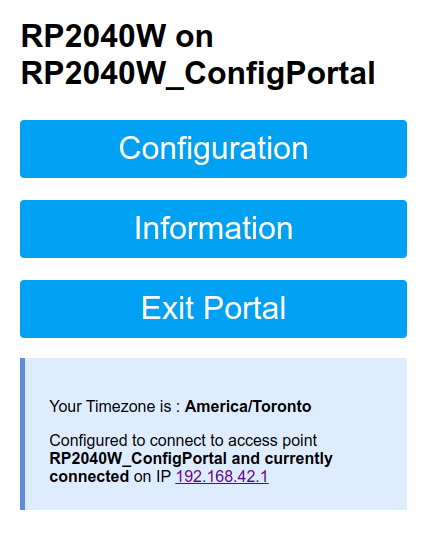 RP2040W on
RP2040W_ConfigPortal
Configuration
Information
Exit Portal
Your Timezone is : America/Toronto
Configured to connect to access point
RP2040W_ConfigPortal and currently
connected on IP 192.168.42.1